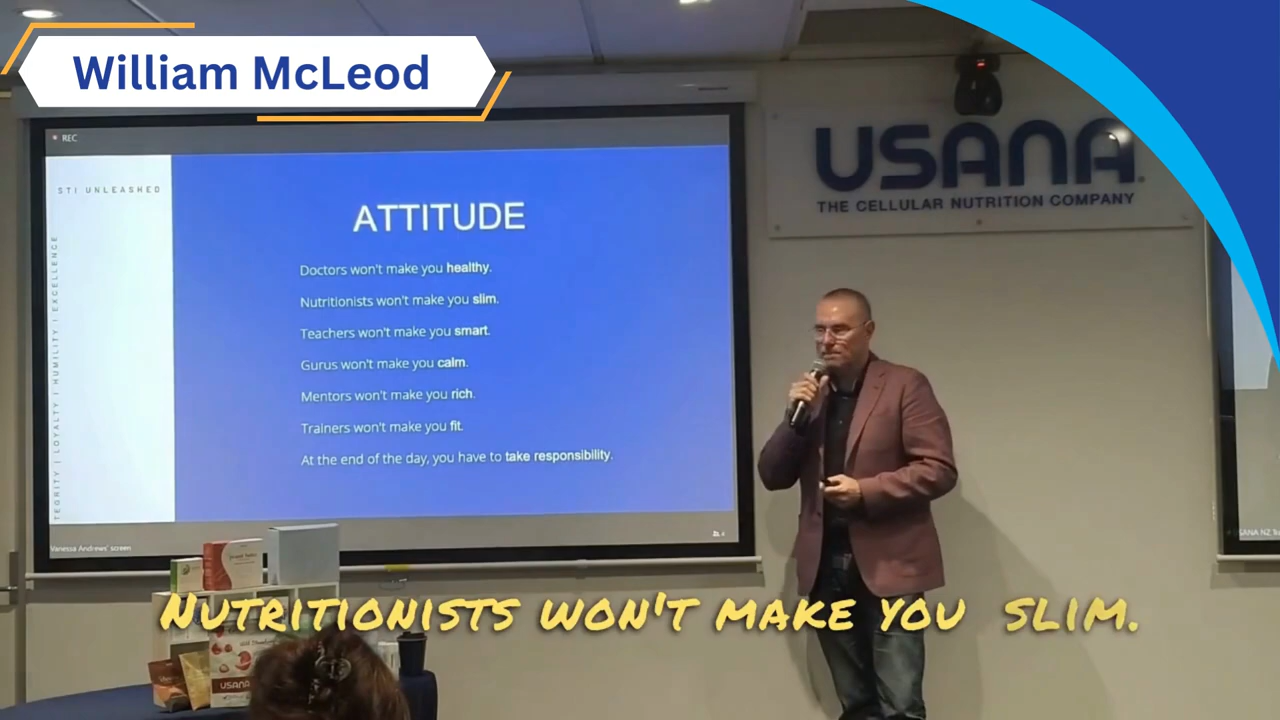 William McLeod
REC
STI UNLEASHED
ATTITUDE
Doctors won't make you healthy.
Nutritionists won't make you slim.
Teachers won't make you smart.
Gurus won't make you calm.
Mentors won't make you rich.
Trainers won't make you fit.
At the end of the day, you have to take responsibility.
TEGRITY | LOYALTY | HUMILITY | EXCELLENCE
Vanessa Andrews' screen
USANA
THE CELLULAR NUTRITION COMPANY
SANA NZ
USANA
NUTRITIONISTS WON'T MAKE YOU SLIM.